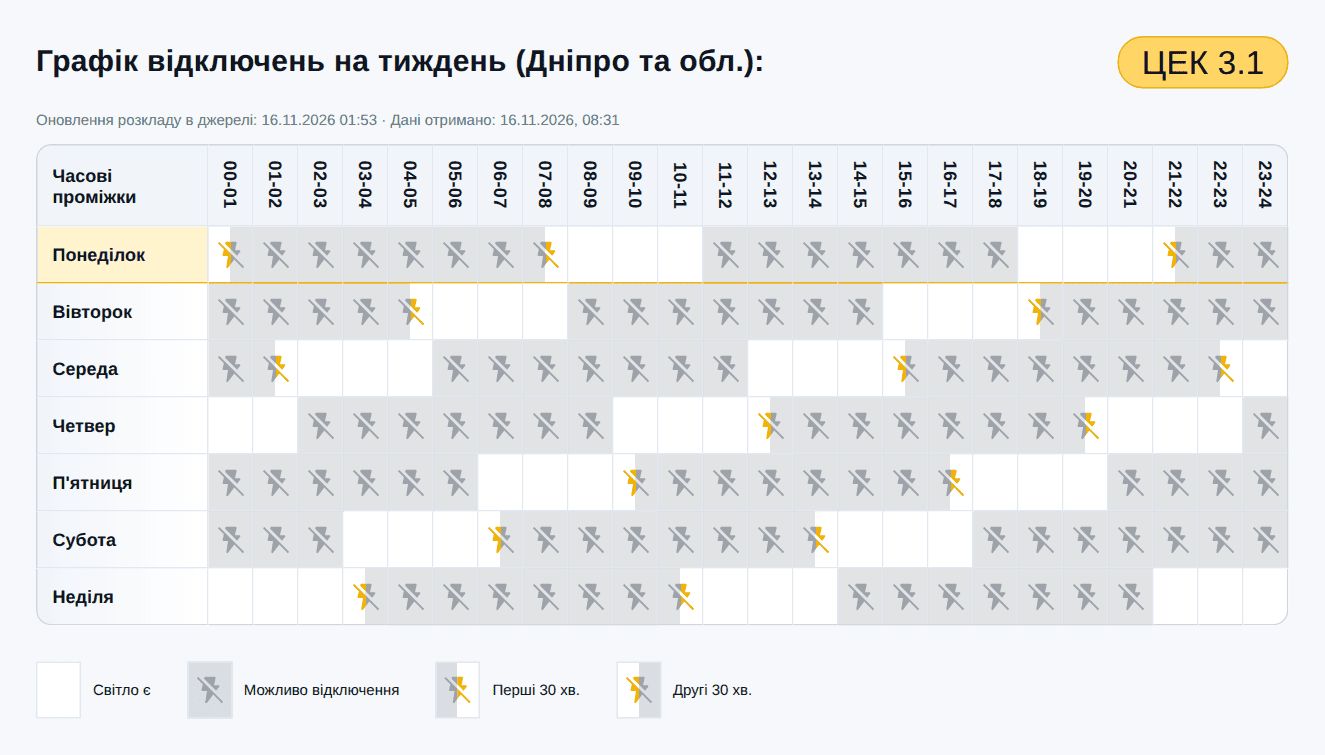 Графік відключень на тиждень (Дніпро та обл.):
ЦЕК 3.1
Оновлення розкладу в джерелі: 16.11.2026 01:53 · Дані отримано: 16.11.2026, 08:31
Часові
проміжки
00-01 01-02 02-03 03-04 04-05 05-06 06-07 07-08 08-09 09-10 10-11 11-12 12-13 13-14 14-15 15-16 16-17 17-18 18-19 19-20 20-21 21-22 22-23 23-24
Понеділок
Вівторок
Середа
Четвер
П'ятниця
Субота
Неділя
Світло є Можливо відключення Перші 30 хв. Другі 30 хв.